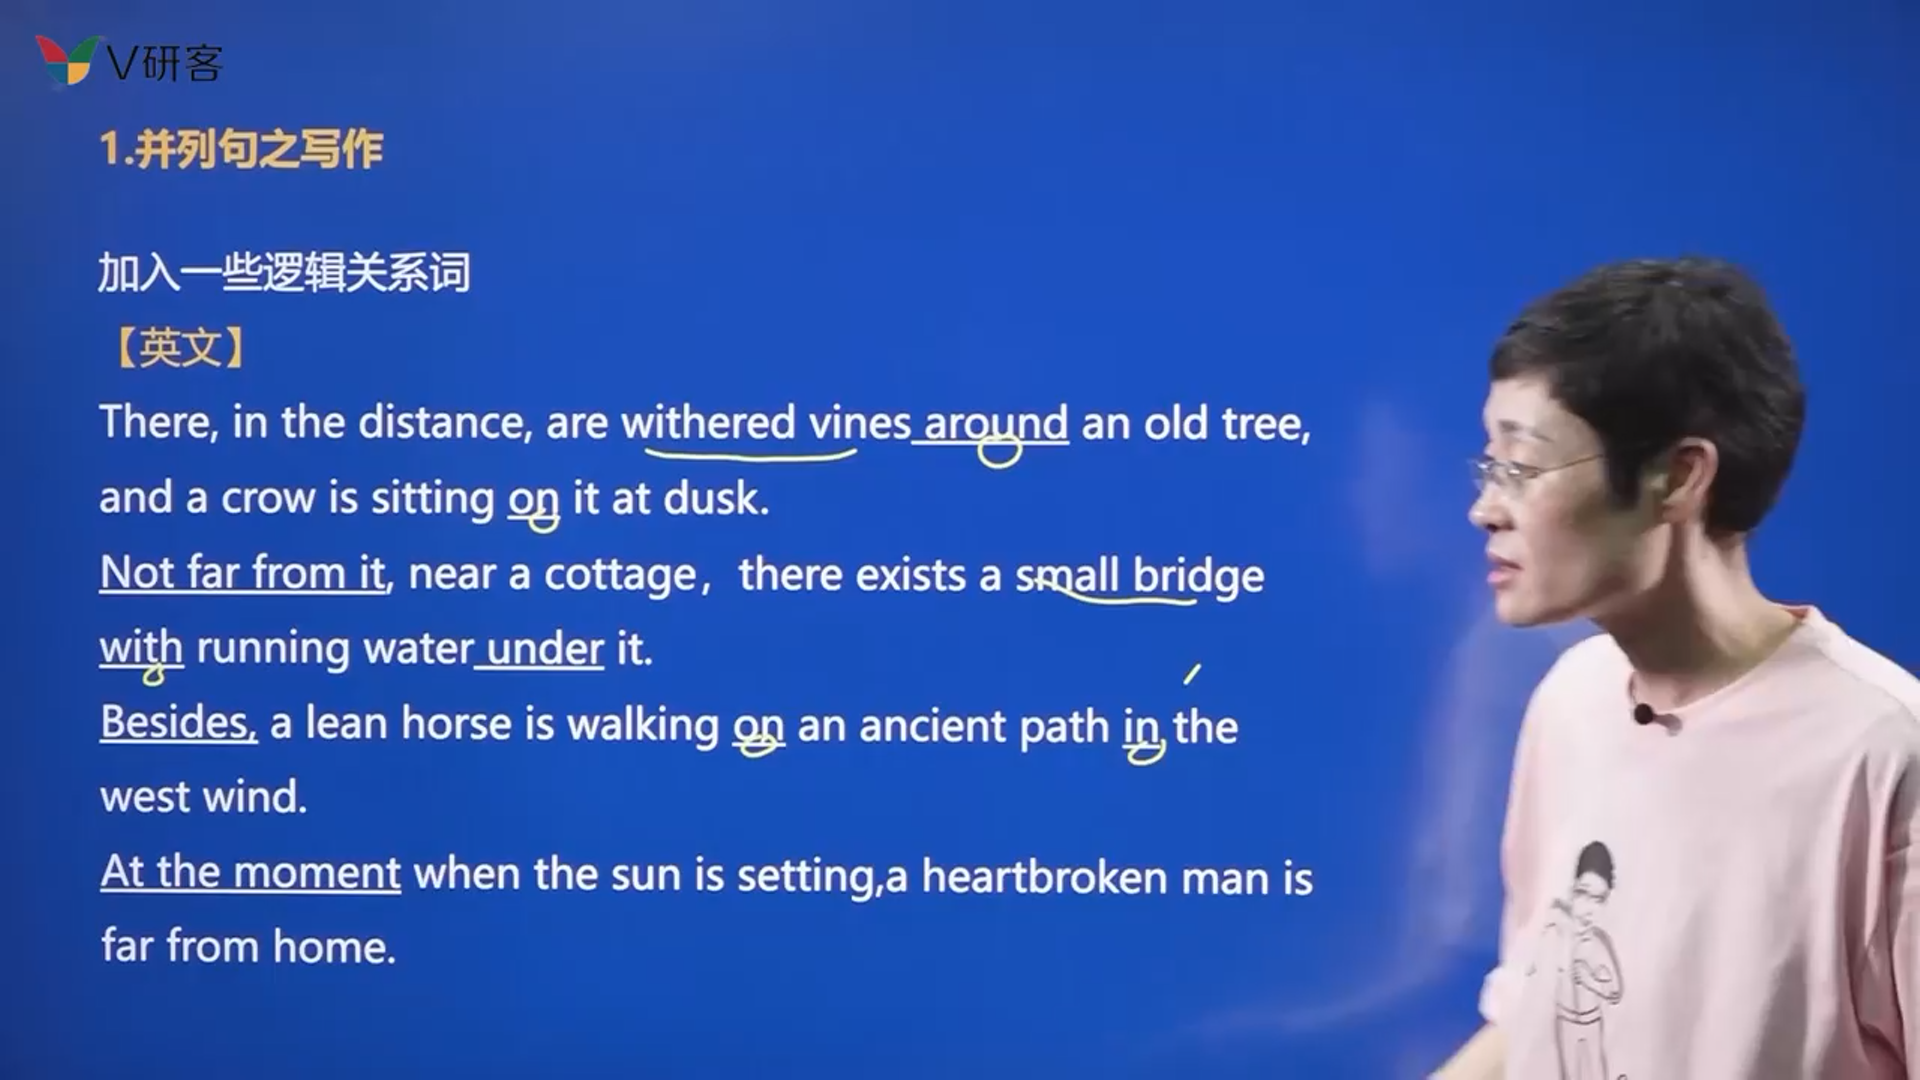 V研客
1.并列句之写作
加入一些逻辑关系词
【英文】
There, in the distance, are withered vines around an old tree,
and a crow is sitting on it at dusk.
Not far from it, near a cottage，there exists a small bridge
with running water under it.
Besides, a lean horse is walking on an ancient path in the
west wind.
At the moment when the sun is setting,a heartbroken man is
far from home.